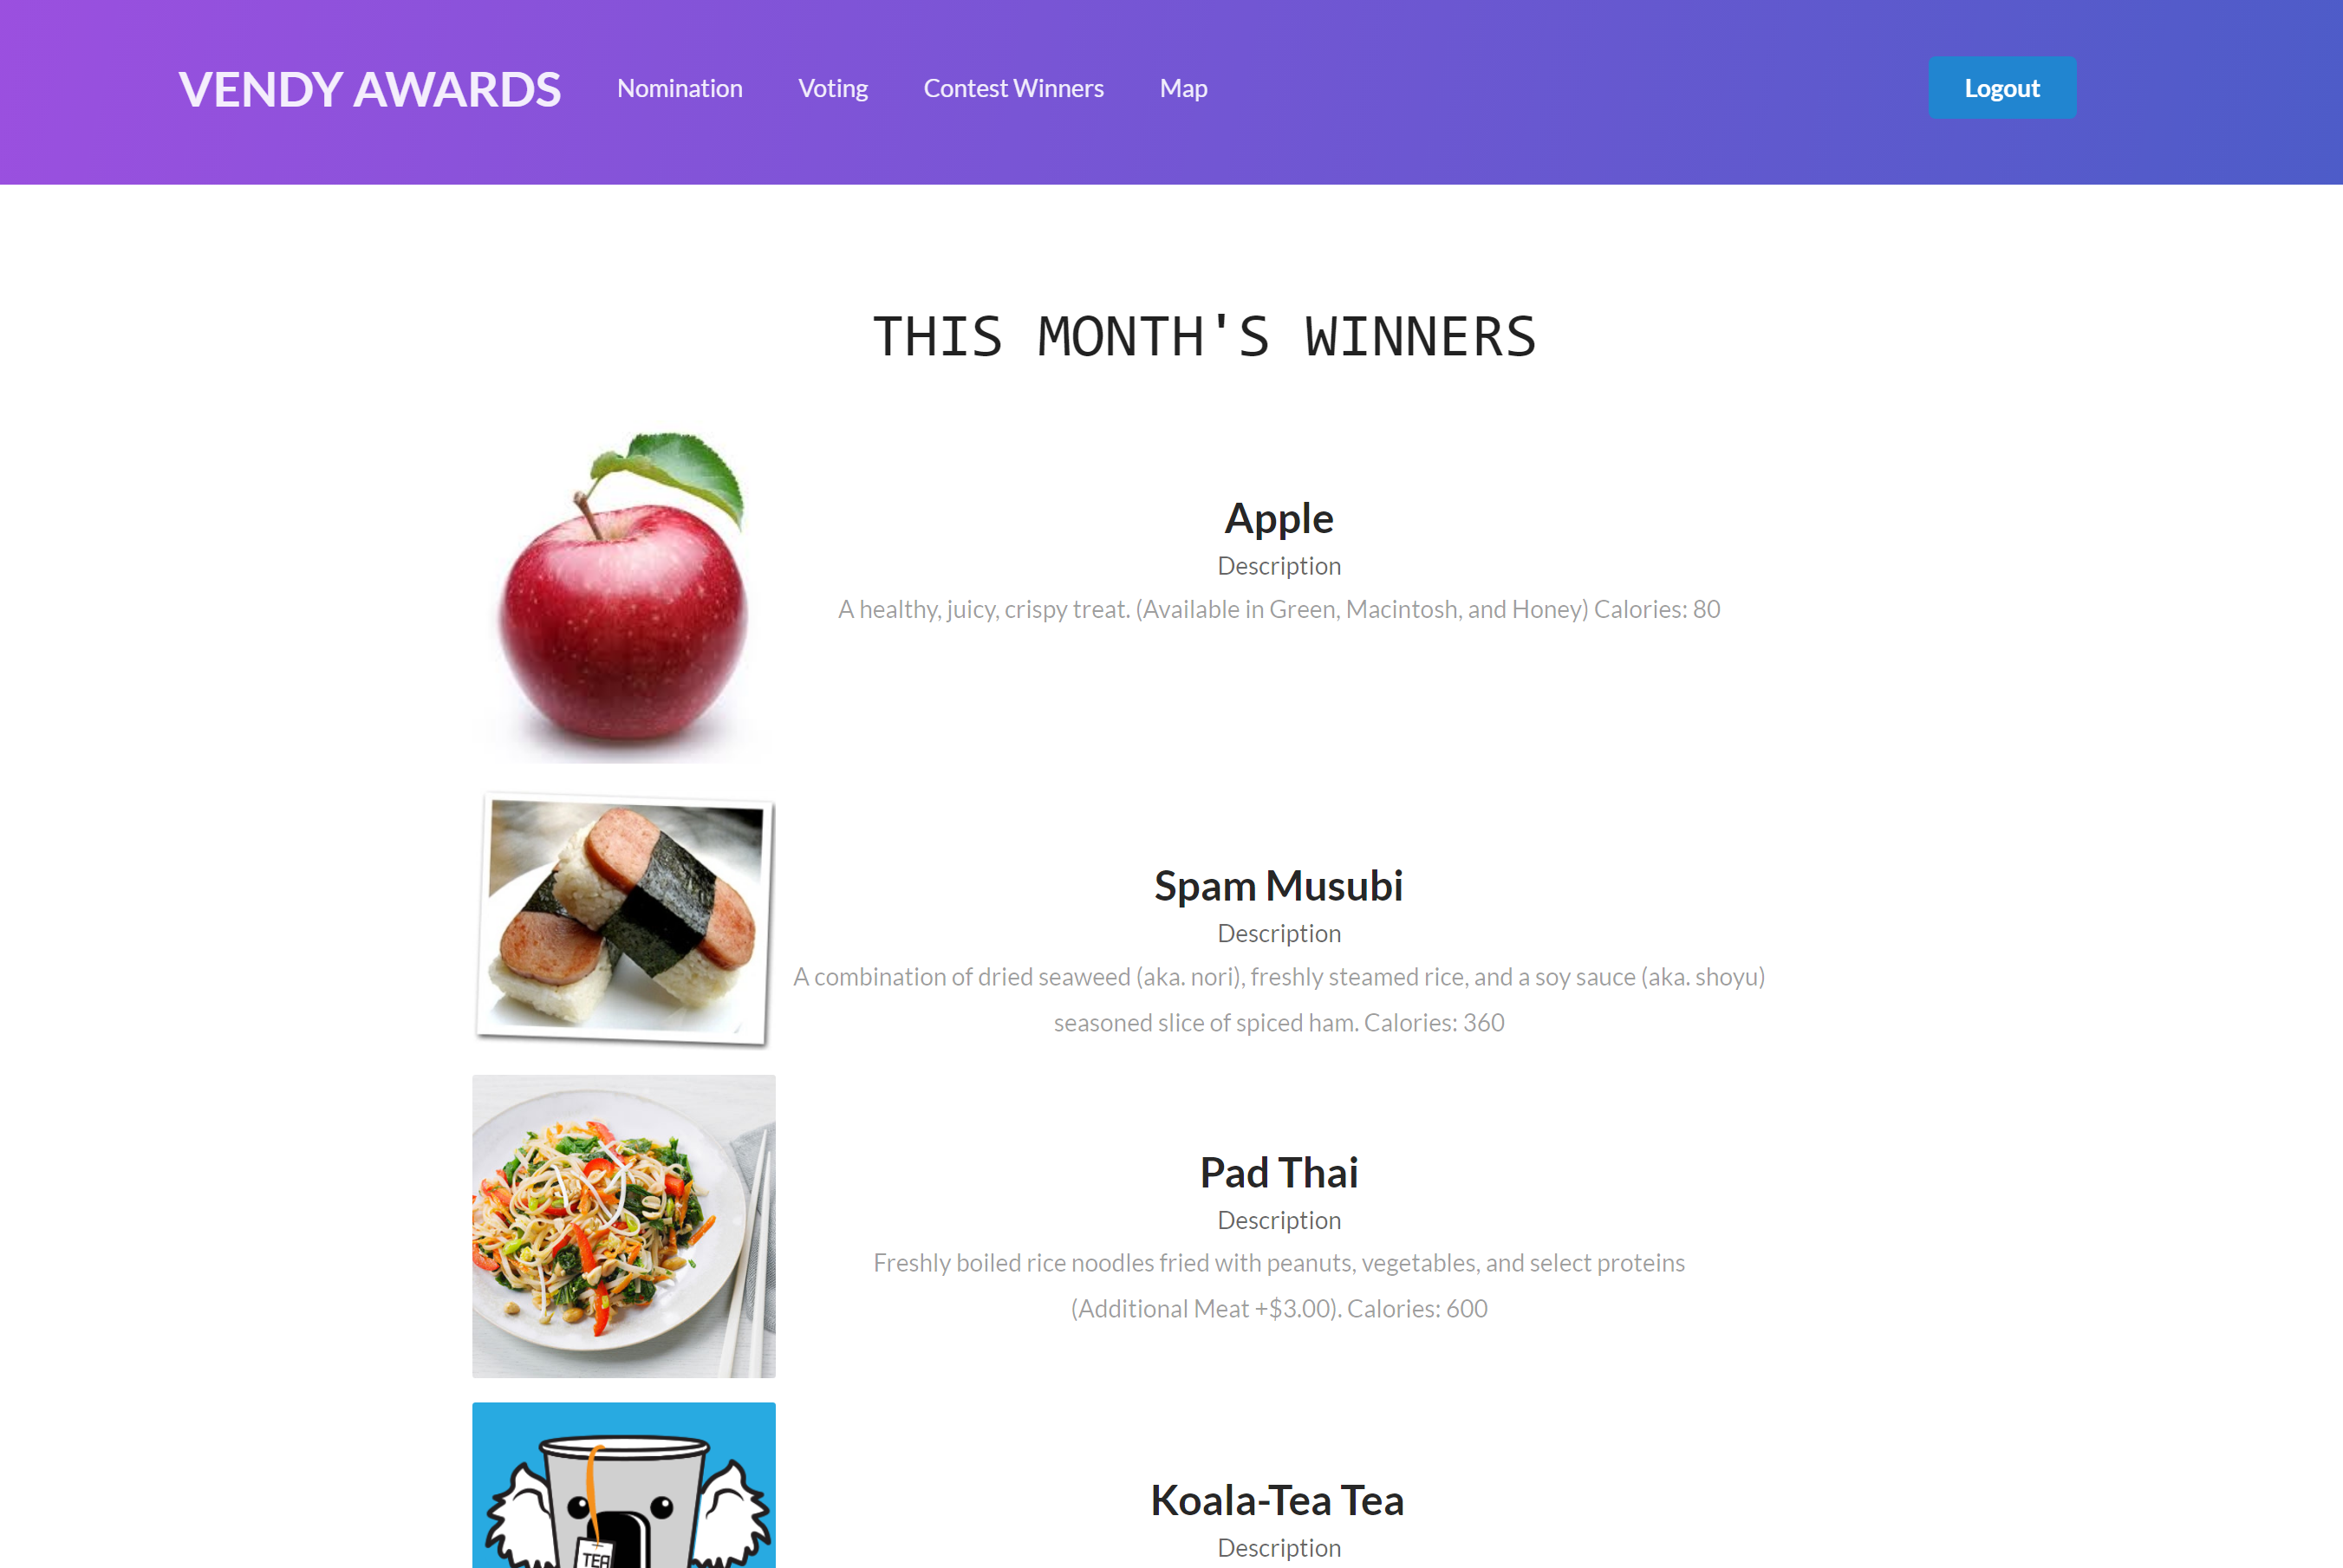 VENDY AWARDS
Nomination
Voting
Contest Winners
Map
Logout
THIS MONTH'S WINNERS
Apple
Description
A healthy, juicy, crispy treat. (Available in Green, Macintosh, and Honey) Calories: 80
Spam Musubi
Description
A combination of dried seaweed (aka. nori), freshly steamed rice, and a soy sauce (aka. shoyu)
seasoned slice of spiced ham. Calories: 360
Pad Thai
Description
Freshly boiled rice noodles fried with peanuts, vegetables, and select proteins
(Additional Meat +$3.00). Calories: 600
Koala-Tea Tea
Description
TEA